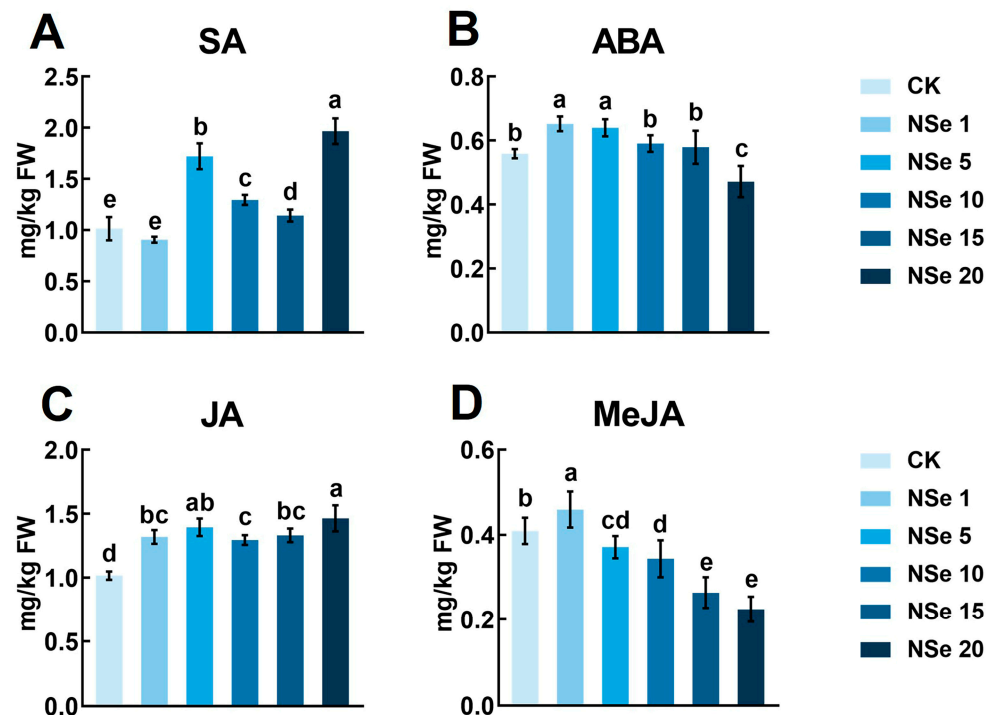 A
SA
mg/kg FW
2.5
2.0
1.5
1.0
0.5
0.0
e
e
b
c
d
a
B
ABA
mg/kg FW
0.8
0.6
0.4
0.2
0.0
b
a
a
b
b
c
CK
NSe 1
NSe 5
NSe 10
NSe 15
NSe 20
C
JA
mg/kg FW
2.0
1.5
1.0
0.5
0.0
d
bc
ab
c
bc
a
D
MeJA
mg/kg FW
0.6
0.4
0.2
0.0
b
a
cd
d
e
e
CK
NSe 1
NSe 5
NSe 10
NSe 15
NSe 20